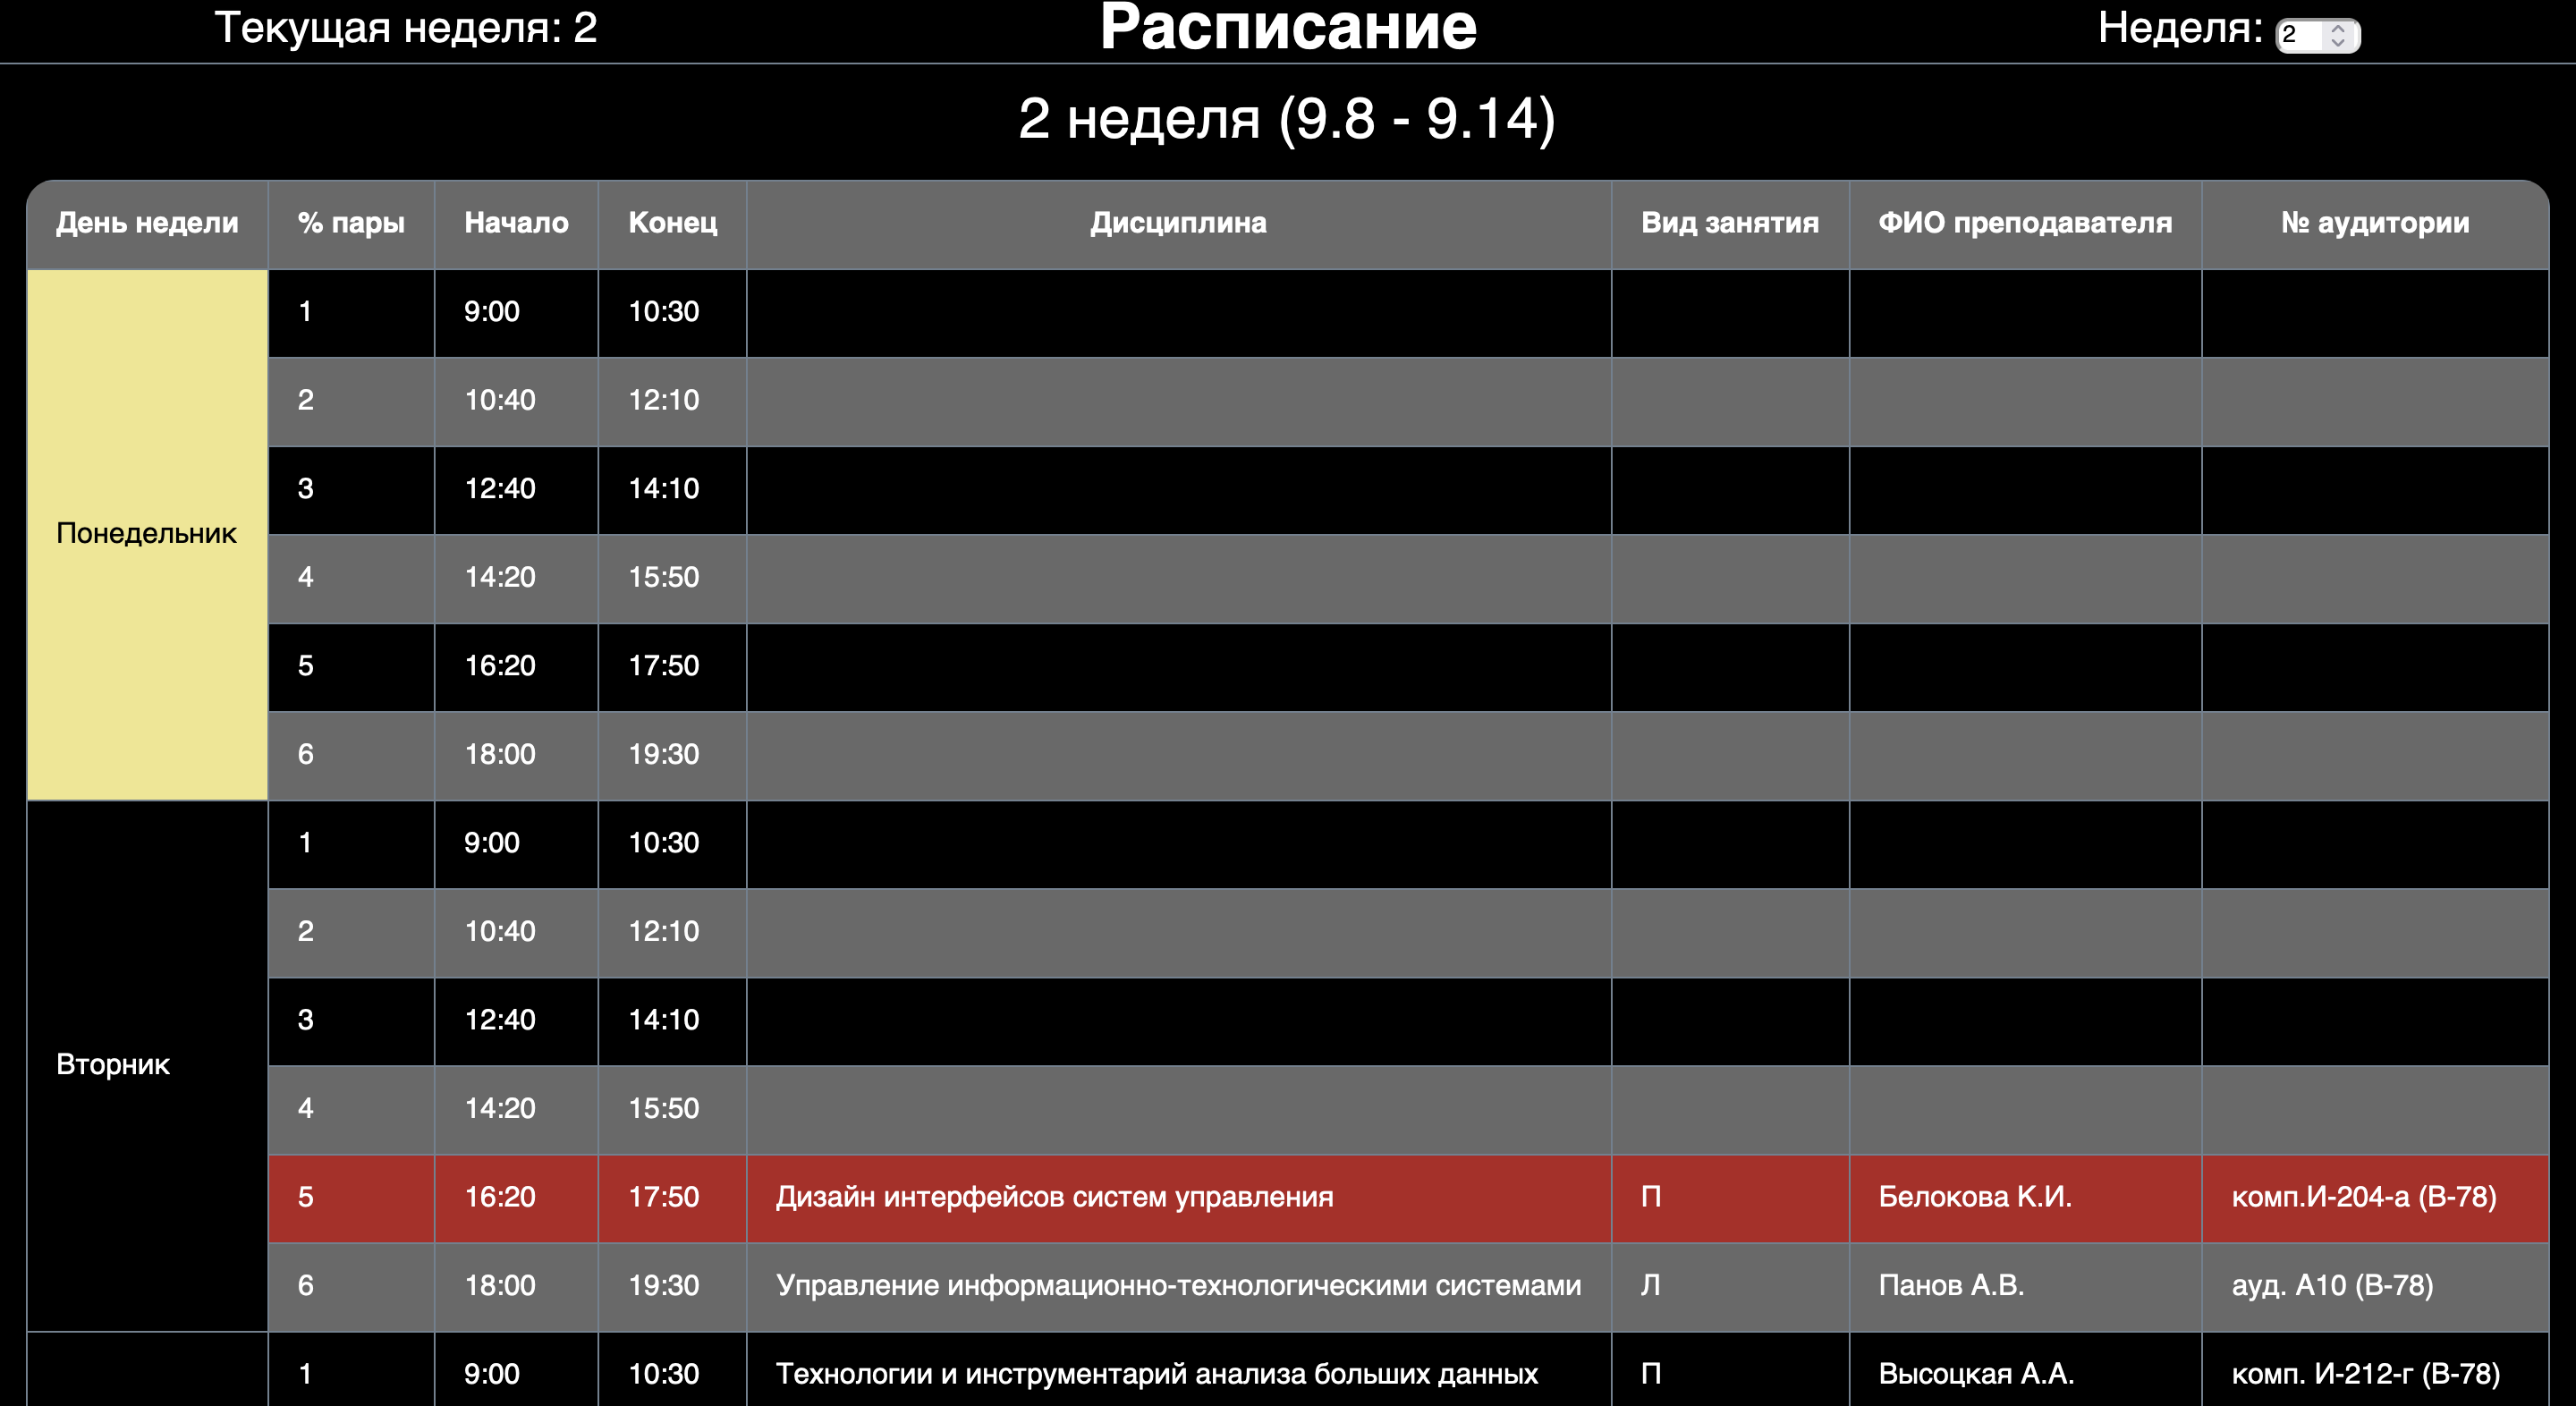 Текущая неделя: 2 Расписание Неделя: 2
2 неделя (9.8 - 9.14)
День недели % пары Начало Конец Дисциплина Вид занятия ФИО преподавателя № аудитории
Понедельник
1 9:00 10:30
2 10:40 12:10
3 12:40 14:10
4 14:20 15:50
5 16:20 17:50
6 18:00 19:30
Вторник
1 9:00 10:30
2 10:40 12:10
3 12:40 14:10
4 14:20 15:50
5 16:20 17:50 Дизайн интерфейсов систем управления П Белокова К.И. комп.И-204-а (В-78)
6 18:00 19:30 Управление информационно-технологическими системами Л Панов А.В. ауд. А10 (В-78)
1 9:00 10:30 Технологии и инструментарий анализа больших данных П Высоцкая А.А. комп. И-212-г (В-78)